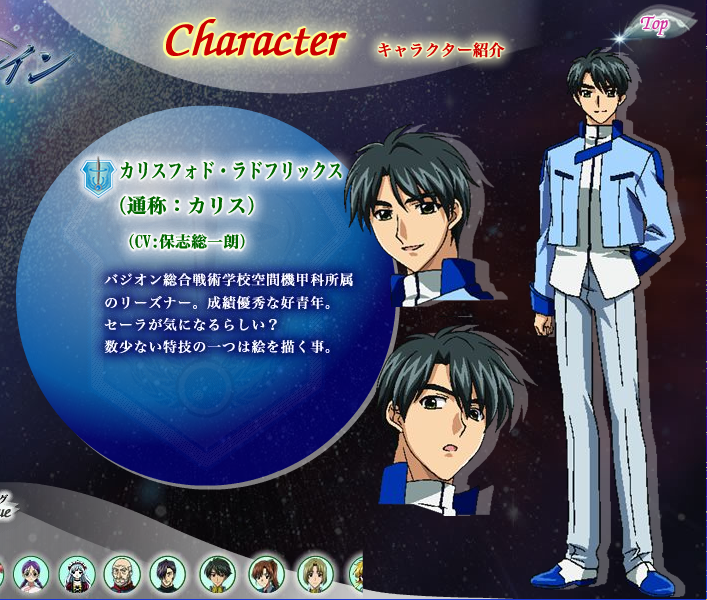 Character
キャラクター紹介
Top
イン
カリスフォド・ラドフリックス
(通称：カリス)
(CV:保志総一朗)
バジオン総合戦術学校空間機甲科所属
のリーズナー。成績優秀な好青年。
セーラが気になるらしい？
数少ない特技の一つは絵を描く事。
グ
ue